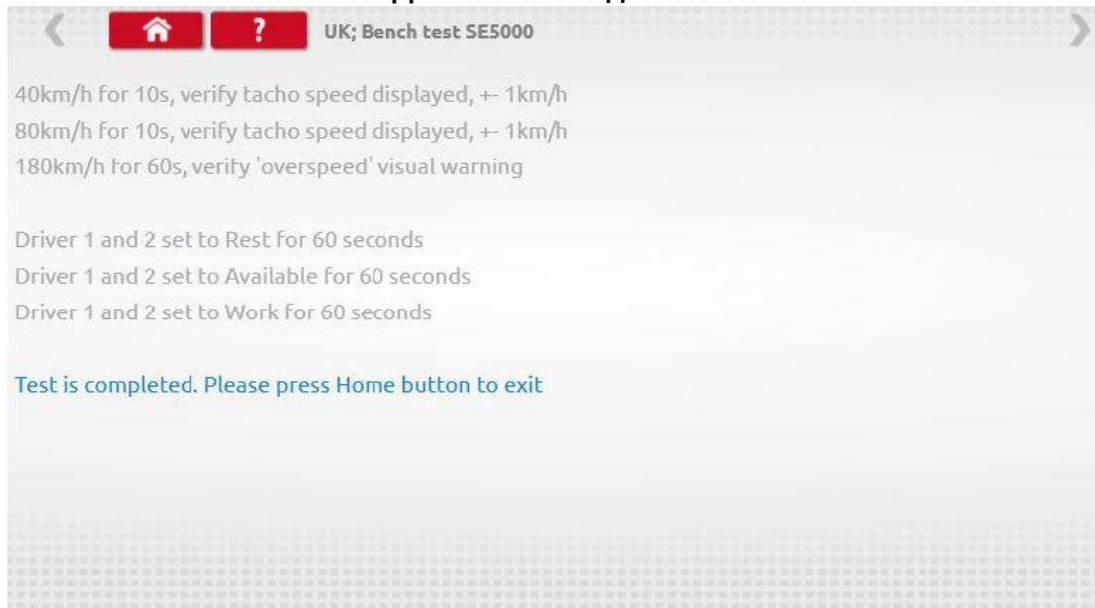 ? UK; Bench test SE5000
40km/h for 10s, verify tacho speed displayed, +- 1km/h
80km/h for 10s, verify tacho speed displayed, +- 1km/h
180km/h for 60s, verify 'overspeed' visual warning
Driver 1 and 2 set to Rest for 60 seconds
Driver 1 and 2 set to Available for 60 seconds
Driver 1 and 2 set to Work for 60 seconds
Test is completed. Please press Home button to exit